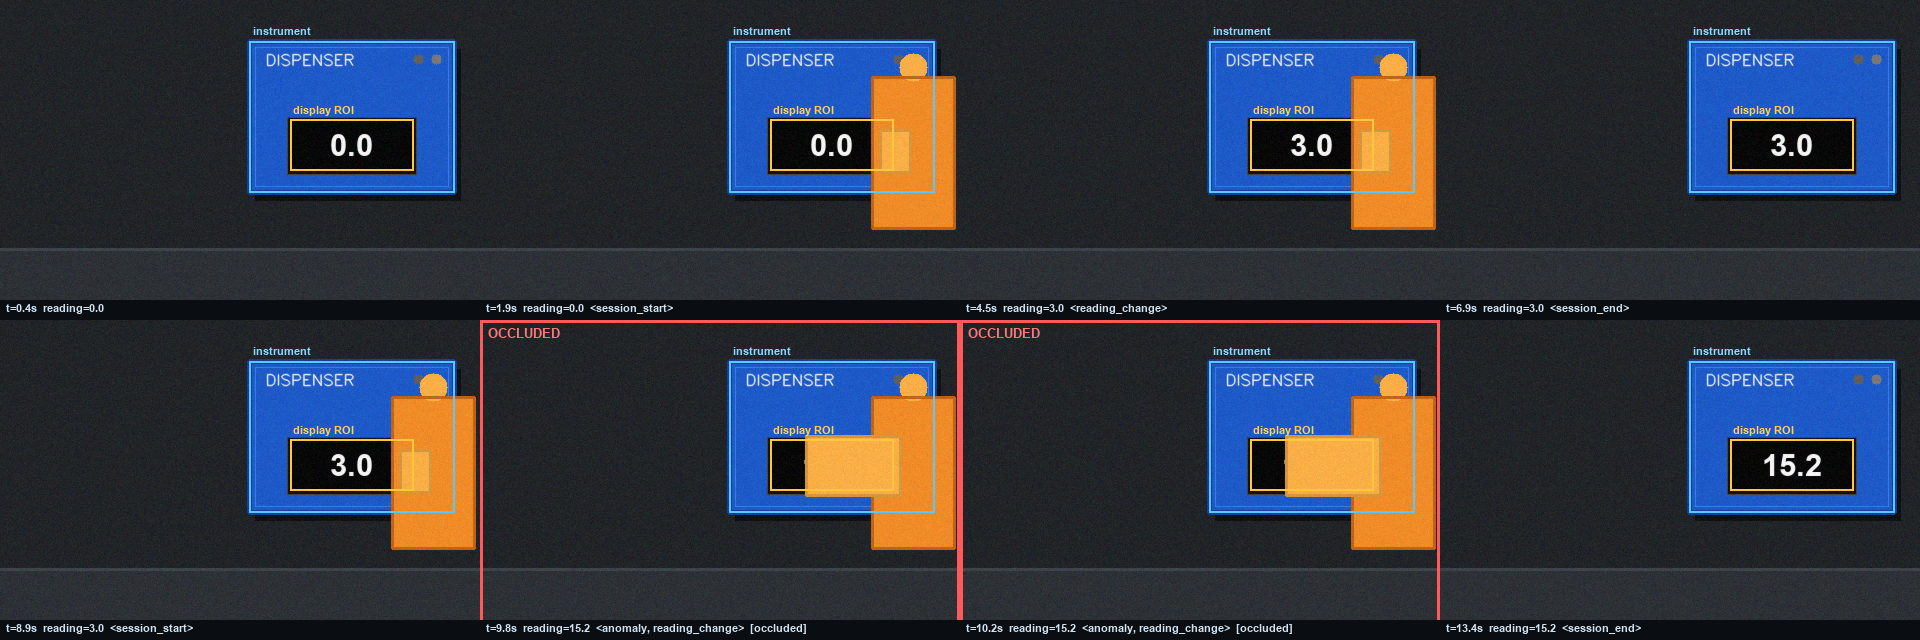 instrument
DISPENSER
display ROI
0.0
t=0.4s reading=0.0
instrument
DISPENSER
display ROI
0.0
t=1.9s reading=0.0 <session_start>
instrument
DISPENSER
display ROI
3.0
t=4.5s reading=3.0 <reading_change>
instrument
DISPENSER
display ROI
3.0
t=6.9s reading=3.0 <session_end>
instrument
DISPENSER
display ROI
3.0
t=8.9s reading=3.0 <session_start>
OCCLUDED
instrument
DISPENSER
display ROI
t=9.8s reading=15.2 <anomaly, reading_change> [occluded]
OCCLUDED
instrument
DISPENSER
display ROI
t=10.2s reading=15.2 <anomaly, reading_change> [occluded]
instrument
DISPENSER
display ROI
15.2
t=13.4s reading=15.2 <session_end>